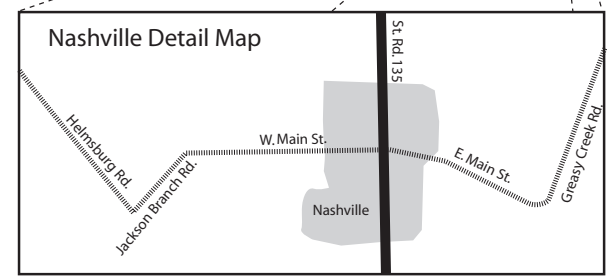 Nashville Detail Map
St. Rd. 135
Helmsburg Rd.
Jackson Branch Rd.
W. Main St.
E. Main St.
Greasy Creek Rd.
Nashville